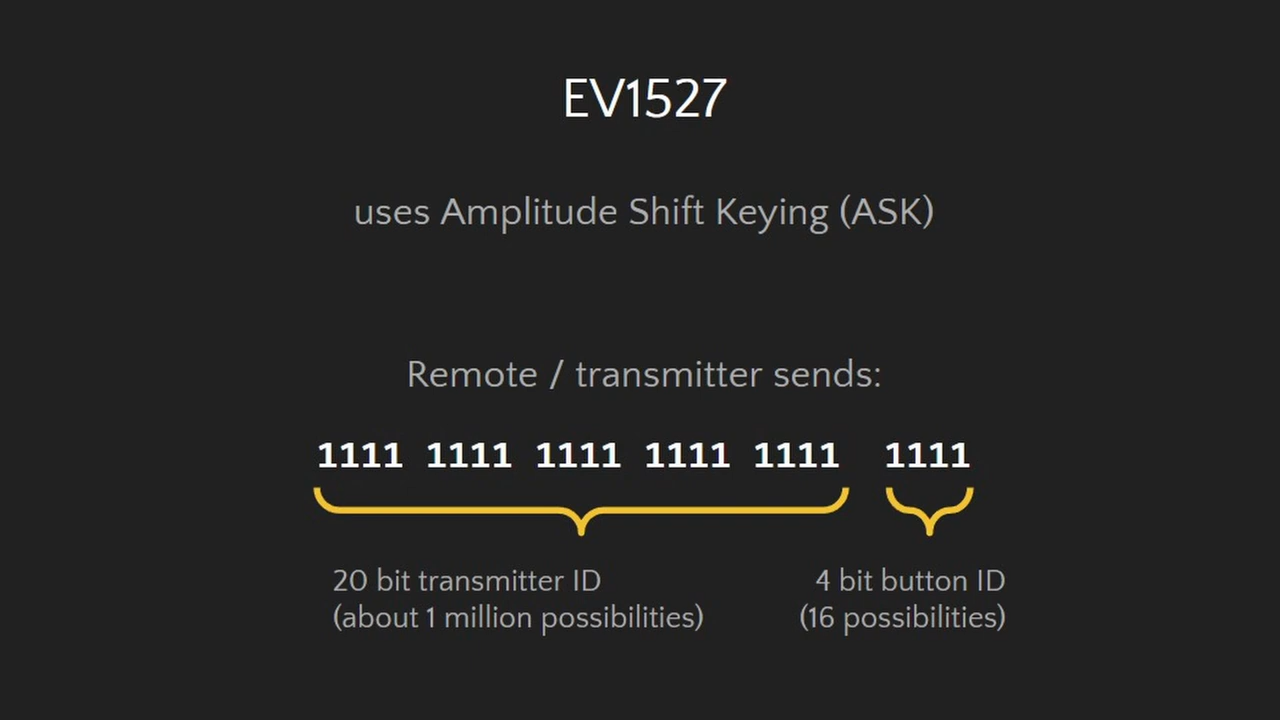 EV1527
uses Amplitude Shift Keying (ASK)
Remote / transmitter sends:
1111 1111 1111 1111 1111 1111
20 bit transmitter ID 4 bit button ID
(about 1 million possibilities) (16 possibilities)